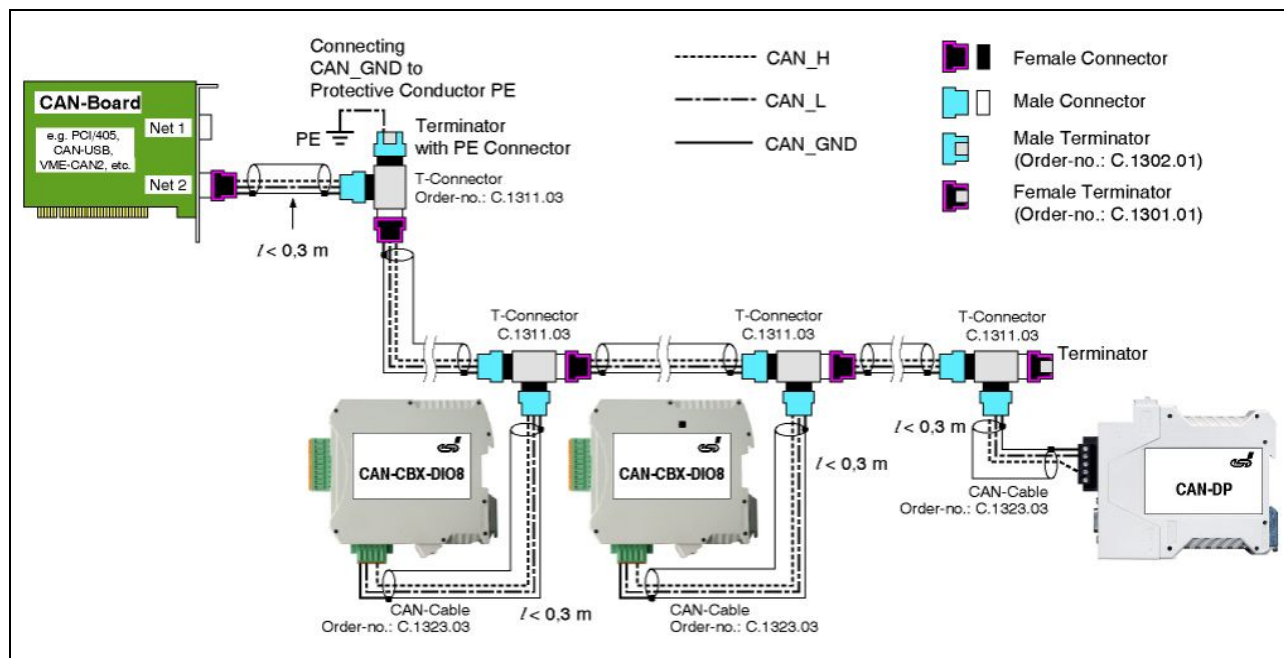 Connecting
CAN_GND to
Protective Conductor PE
PE
Terminator
with PE Connector
T-Connector
Order-no.: C.1311.03
CAN-Board
e.g. PCI/405,
CAN-USB,
VME-CAN2, etc.
Net 1
Net 2
l < 0,3 m
CAN_H
CAN_L
CAN_GND
Female Connector
Male Connector
Male Terminator
(Order-no.: C.1302.01)
Female Terminator
(Order-no.: C.1301.01)
T-Connector
C.1311.03
T-Connector
C.1311.03
T-Connector
C.1311.03
Terminator
CAN-CBX-DIO8
CAN-Cable
Order-no.: C.1323.03
l < 0,3 m
CAN-CBX-DIO8
CAN-Cable
Order-no.: C.1323.03
l < 0,3 m
l < 0,3 m
CAN-Cable
Order-no.: C.1323.03
CAN-DP